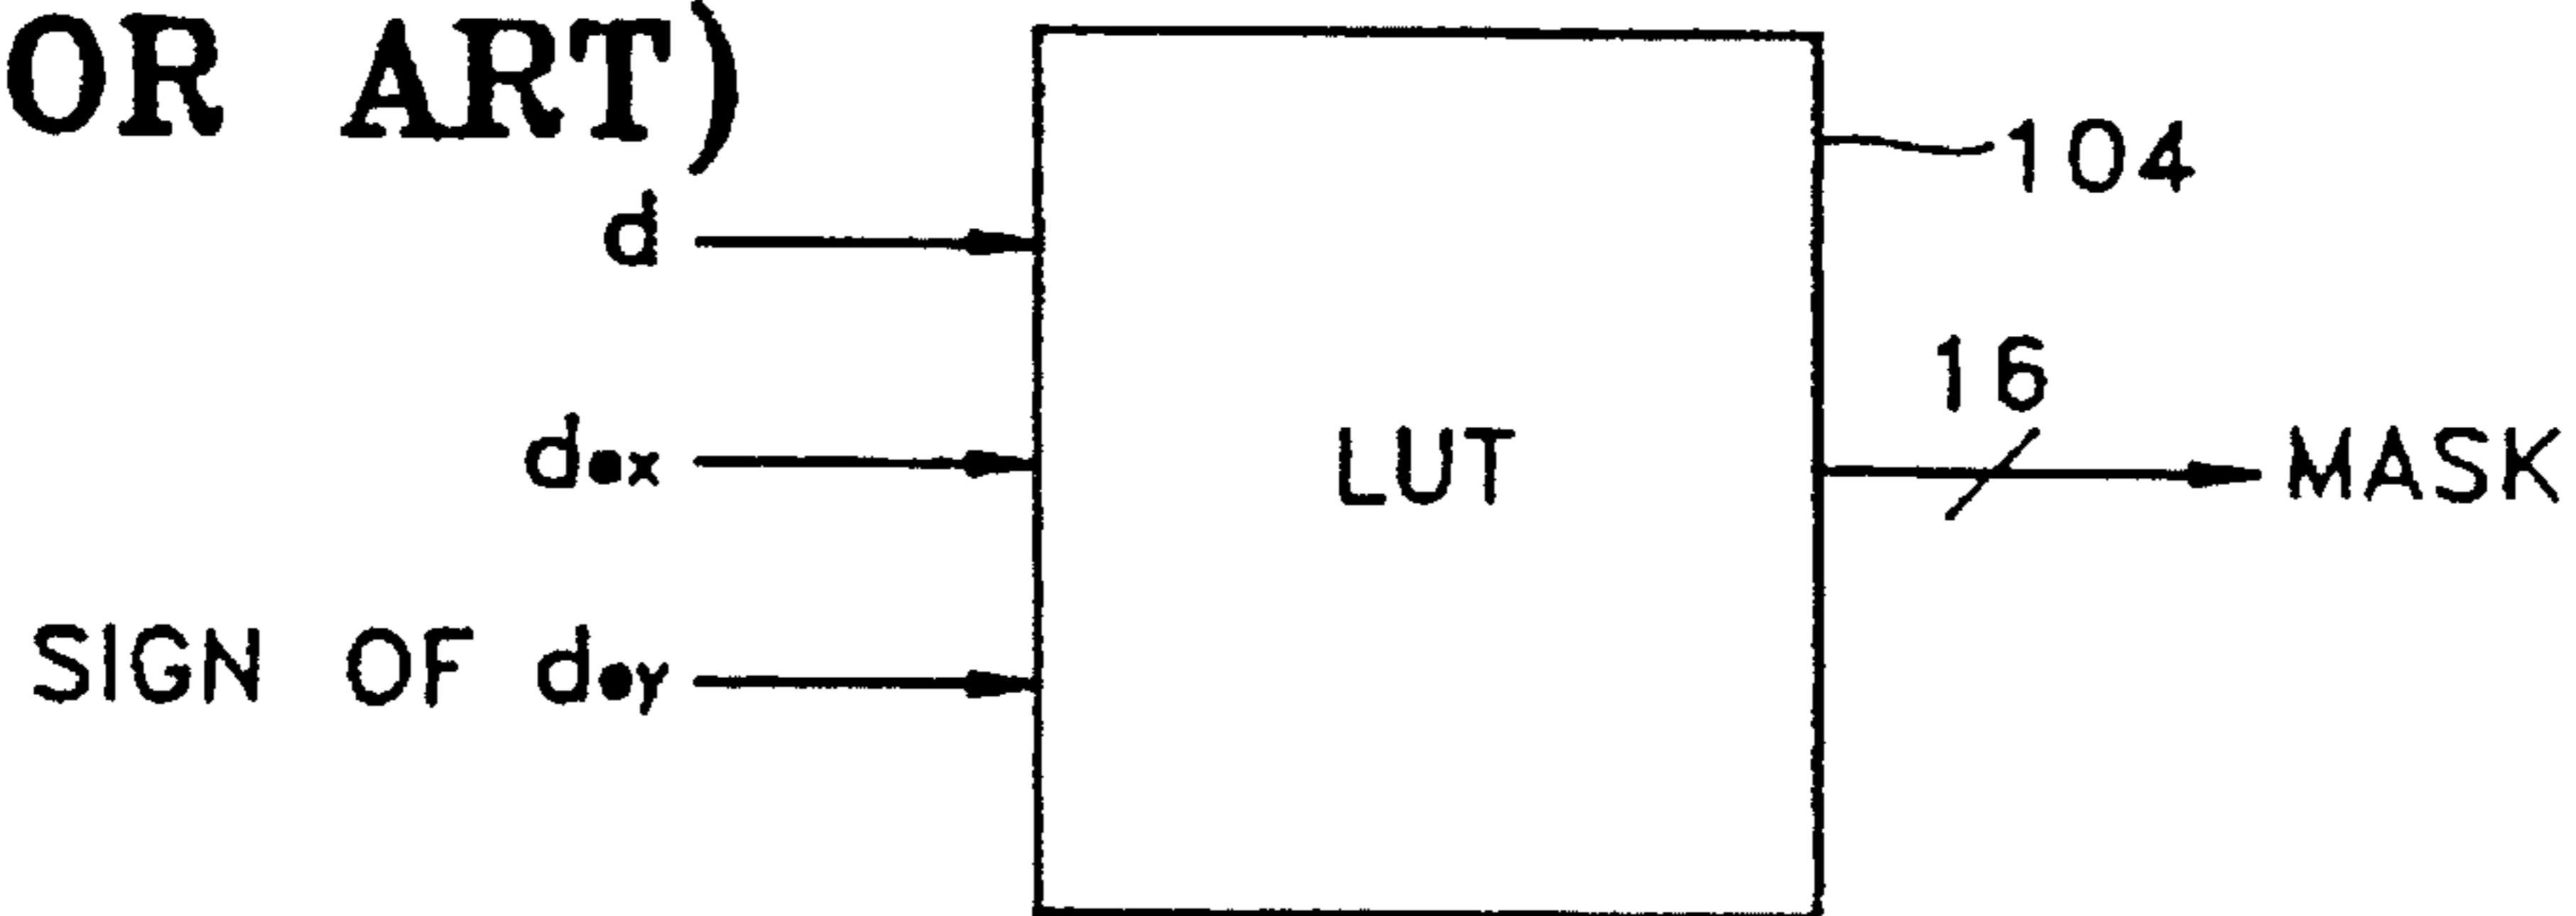 OR ART)
104
d
16
dex
LUT
MASK
SIGN OF dey